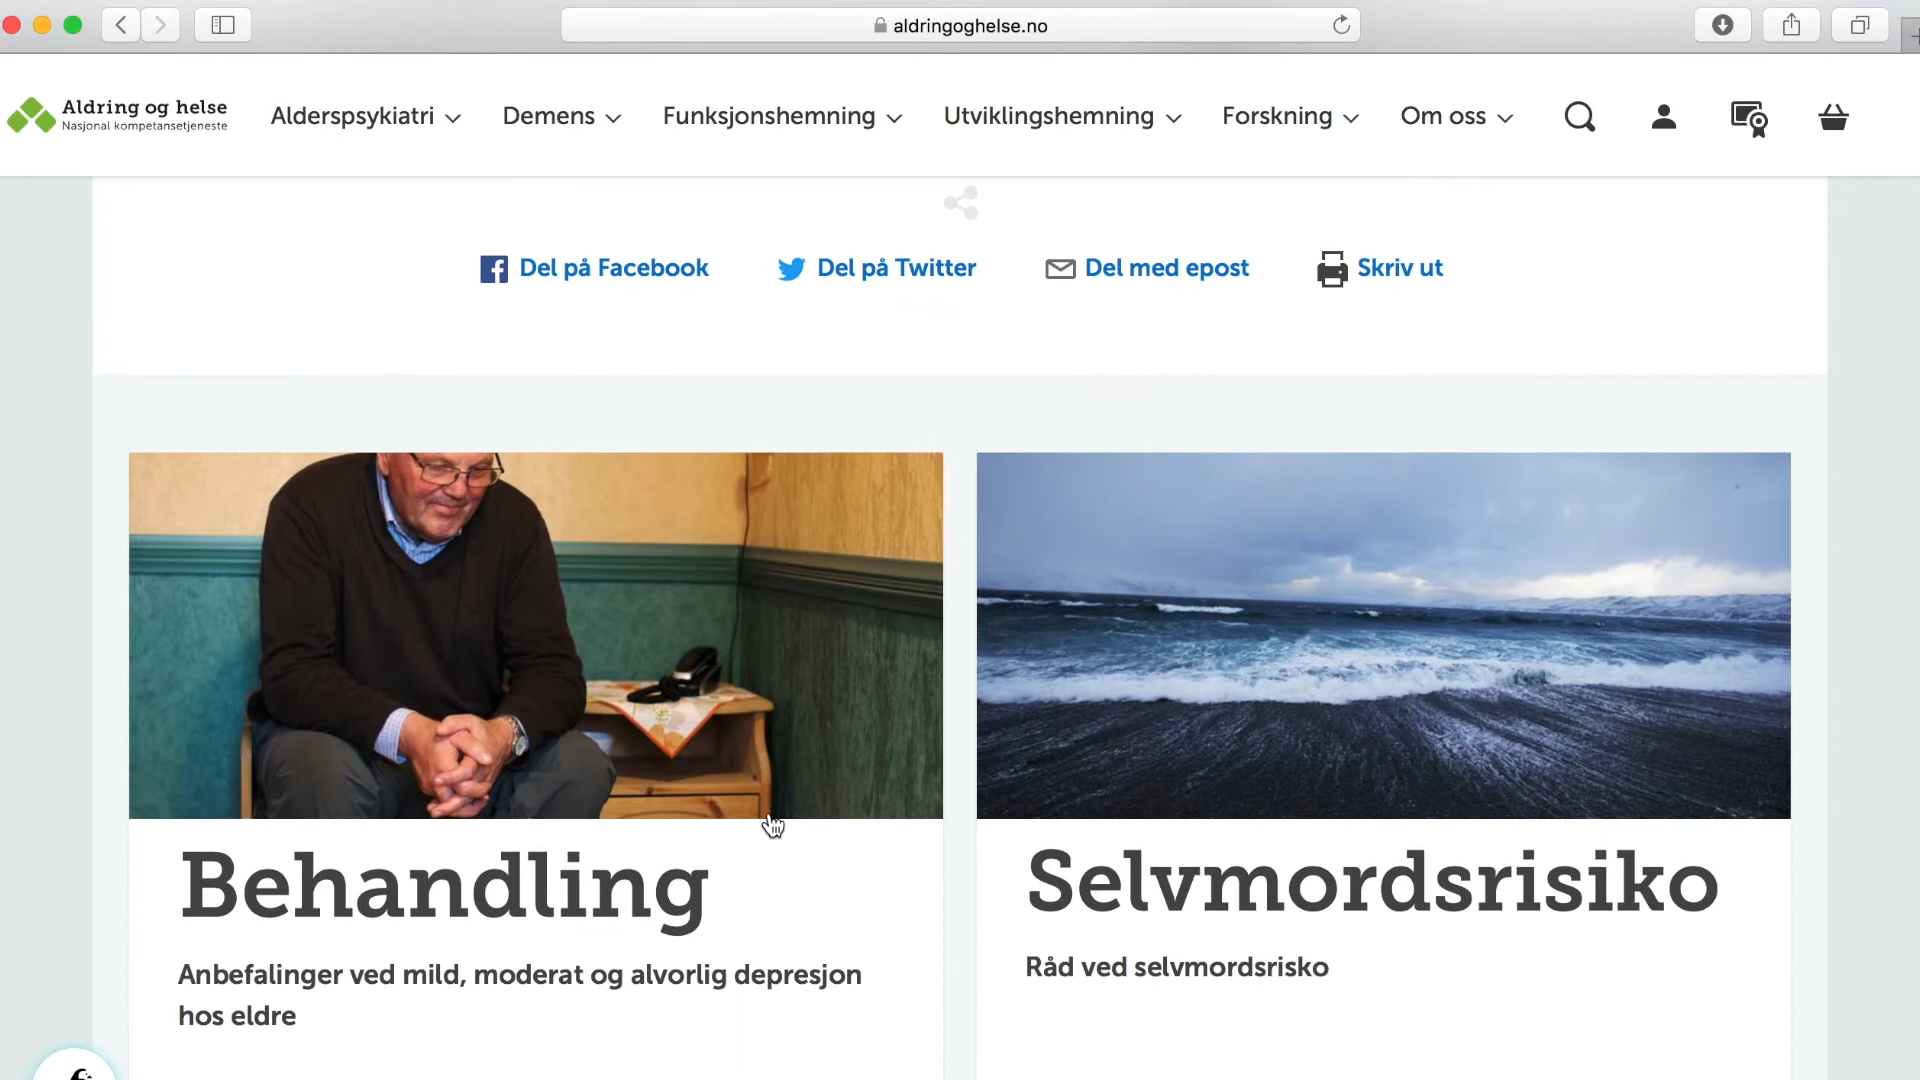 aldringoghelse.no
Aldring og helse
Nasjonal kompetansetjeneste
Alderspsykiatri
Demens
Funksjonshemning
Utviklingshemning
Forskning
Om oss
Del på Facebook
Del på Twitter
Del med epost
Skriv ut
Behandling
Anbefalinger ved mild, moderat og alvorlig depresjon
hos eldre
Selvmordsrisiko
Råd ved selvmordsrisko